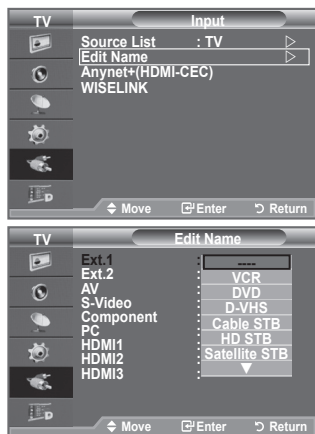 TV Input
Source List : TV ▷
Edit Name ▷
Anynet+(HDMI-CEC)
WISELINK
Move Enter Return
TV Edit Name
Ext.1 : ----
Ext.2 : VCR
AV : DVD
S-Video : D-VHS
Component : Cable STB
PC : HD STB
HDMI1 : Satellite STB
HDMI2 : ▼
HDMI3 :
Move Enter Return